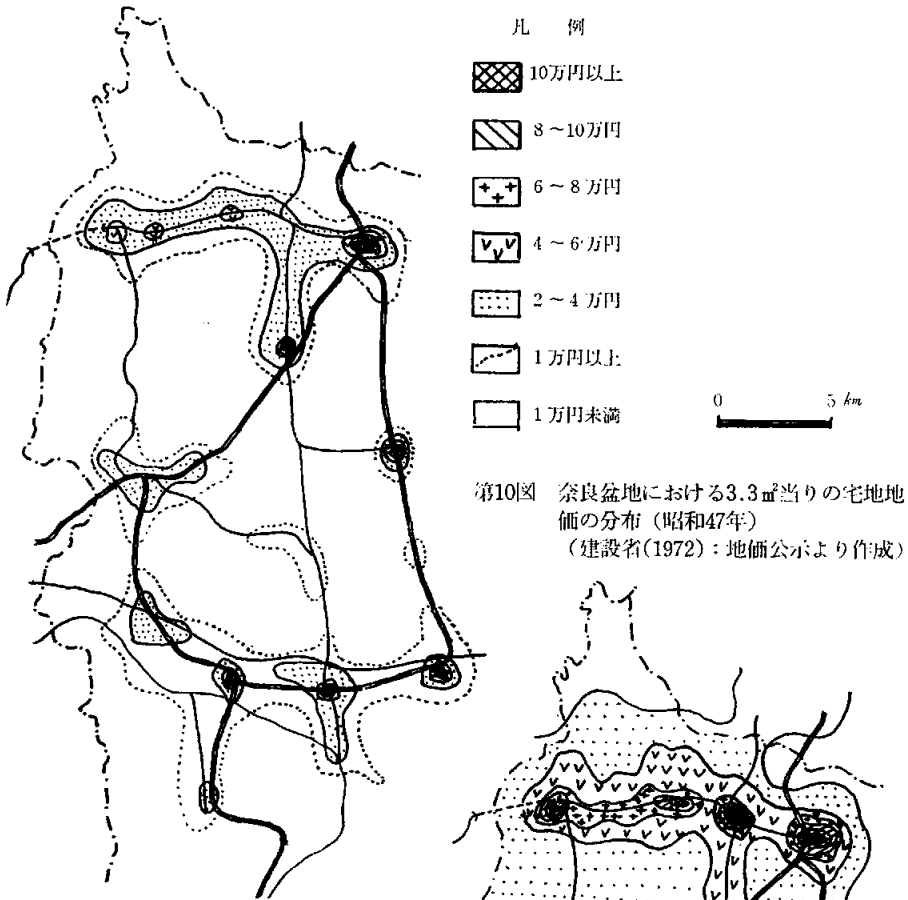 凡 例
10万円以上
8～10万円
6～8万円
4～6万円
2～4万円
1万円以上
1万円未満
0 5 km
第10図 奈良盆地における3.3㎡当りの宅地地
価の分布（昭和47年）
（建設省(1972)：地価公示より作成）